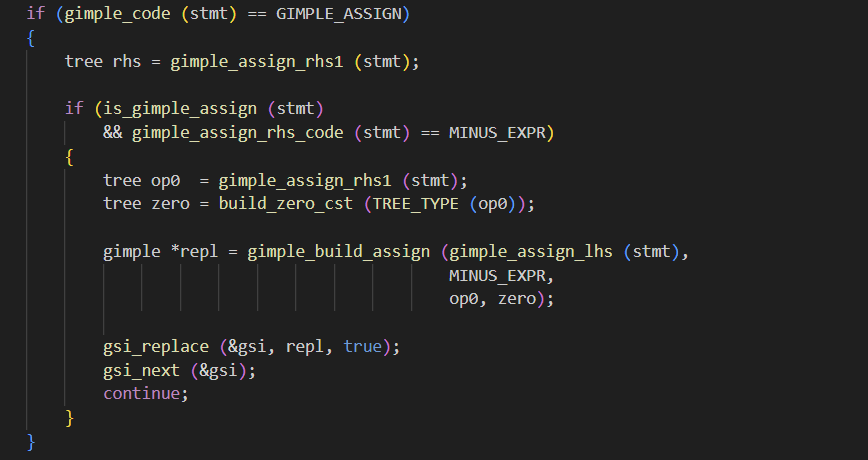 if (gimple_code (stmt) == GIMPLE_ASSIGN)
{
    tree rhs = gimple_assign_rhs1 (stmt);

    if (is_gimple_assign (stmt)
        && gimple_assign_rhs_code (stmt) == MINUS_EXPR)
    {
        tree op0  = gimple_assign_rhs1 (stmt);
        tree zero = build_zero_cst (TREE_TYPE (op0));

        gimple *repl = gimple_build_assign (gimple_assign_lhs (stmt),
                                            MINUS_EXPR,
                                            op0, zero);

        gsi_replace (&gsi, repl, true);
        gsi_next (&gsi);
        continue;
    }
}